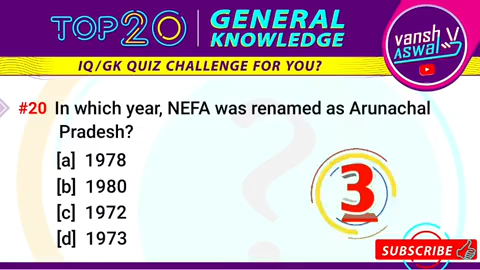 TOP20 GENERAL
KNOWLEDGE
vansh
ASwal
IQ/GK QUIZ CHALLENGE FOR YOU?
#20 In which year, NEFA was renamed as Arunachal
Pradesh?
[a] 1978
[b] 1980
[c] 1972
[d] 1973
3
SUBSCRIBE